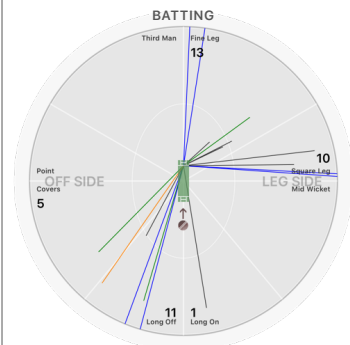 BATTING
Third Man Fine Leg
13
10
Point Square Leg
OFF SIDE LEG SIDE
Covers Mid Wicket
5
11 1
Long Off Long On